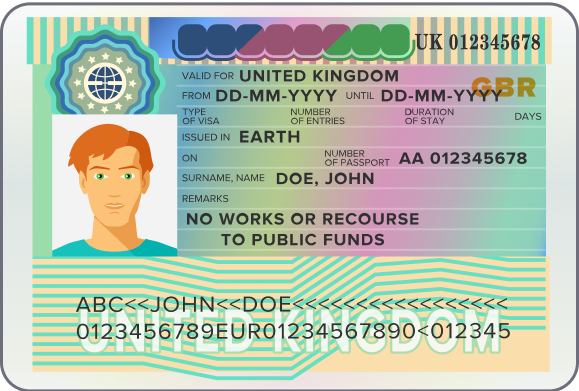 UK 012345678
VALID FOR UNITED KINGDOM
GBR
FROM DD-MM-YYYY UNTIL DD-MM-YYYY
TYPE OF VISA NUMBER OF ENTRIES DURATION OF STAY DAYS
ISSUED IN EARTH
ON NUMBER OF PASSPORT AA 012345678
SURNAME, NAME DOE, JOHN
REMARKS
NO WORKS OR RECOURSE
TO PUBLIC FUNDS
ABC<<JOHN<<DOE<<<<<<<<<<<<<<<<<
0123456789EUR01234567890<012345
UNITED KINGDOM